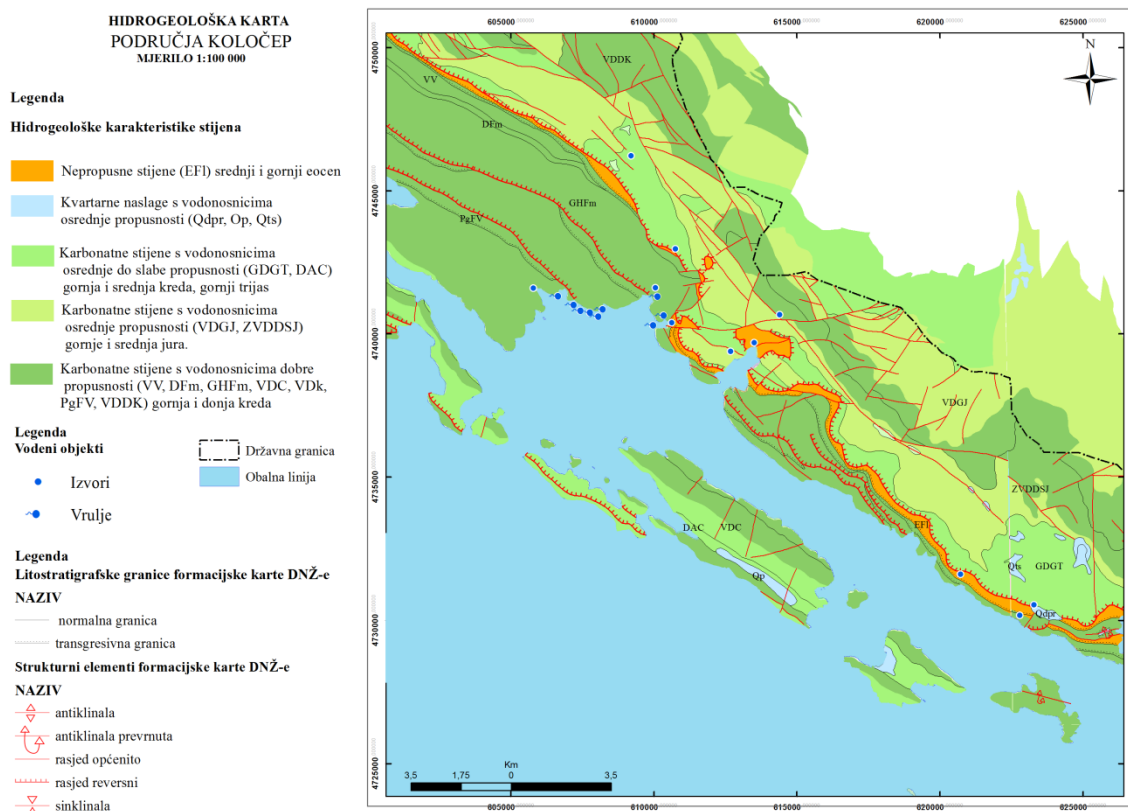 HIDROGEOLOŠKA KARTA
PODRUČJA KOLOČEP
MJERILO 1:100 000
Legenda
Hidrogeološke karakteristike stijena
Nepropusne stijene (EFl) srednji i gornji eocen
Kvartarne naslage s vodonosnicima
osrednje propusnosti (Qdpr, Op, Qts)
Karbonatne stijene s vodonosnicima
osrednje do slabe propusnosti (GDGT, DAC)
gornja i srednja kreda, gornji trijas
Karbonatne stijene s vodonosnicima
osrednje propusnosti (VDGJ, ZVDDSJ)
gornje i srednja jura.
Karbonatne stijene s vodonosnicima dobre
propusnosti (VV, DFm, GHFm, VDC, VDk,
PgFV, VDDK) gornja i donja kreda
Legenda
Vodeni objekti
Izvori
Vrulje
Državna granica
Obalna linija
Legenda
Litostratigrafske granice formacijske karte DNŽ-e
NAZIV
normalna granica
transgresivna granica
Strukturni elementi formacijske karte DNŽ-e
NAZIV
antiklinala
antiklinala prevrnuta
rasjed općenito
rasjed reversni
sinklinala
605000 610000 615000 620000 625000
4750000
4745000
4740000
4735000
4730000
4725000
N
VDDK
VV
DFm
GHFm
PgFV
VDGJ
ZVDDSJ
EFl
DAC
VDC
Qp
Qts
GDGT
Qdpr
Km
3,5 1,75 0 3,5
605000 610000 615000 620000 625000